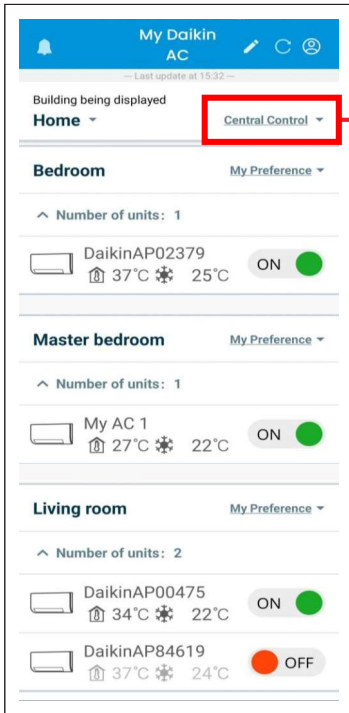 My Daikin
AC
— Last update at 15:32 —
Building being displayed
Home
Central Control
Bedroom
My Preference
Number of units: 1
DaikinAP02379
37°C 25°C
ON
Master bedroom
My Preference
Number of units: 1
My AC 1
27°C 22°C
ON
Living room
My Preference
Number of units: 2
DaikinAP00475
34°C 22°C
ON
DaikinAP84619
37°C 24°C
OFF